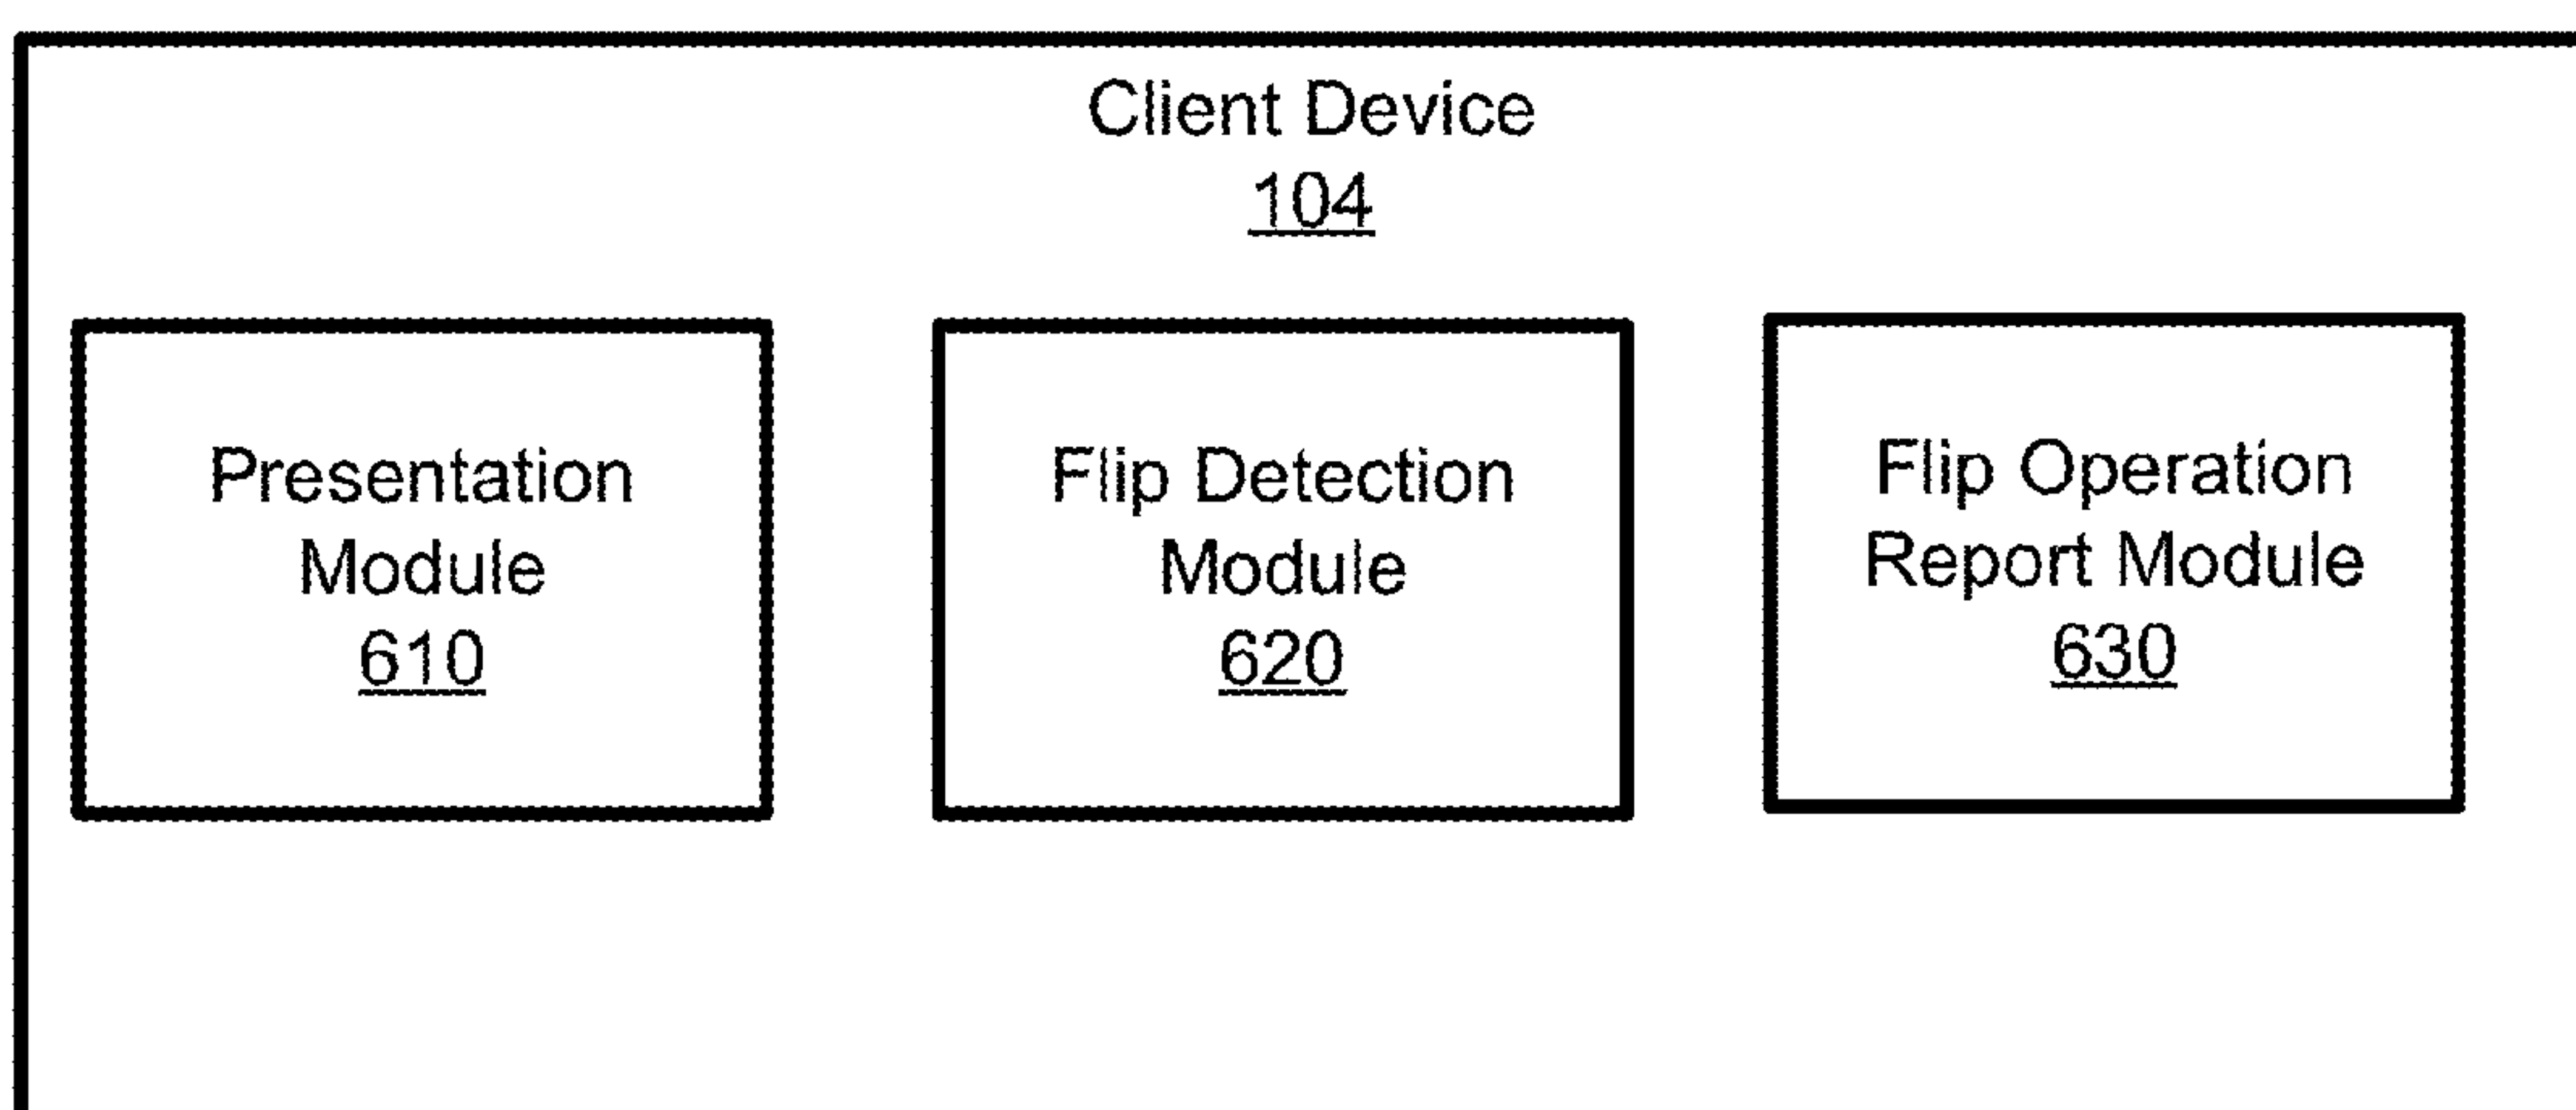 Client Device
104
Presentation
Module
610
Flip Detection
Module
620
Flip Operation
Report Module
630